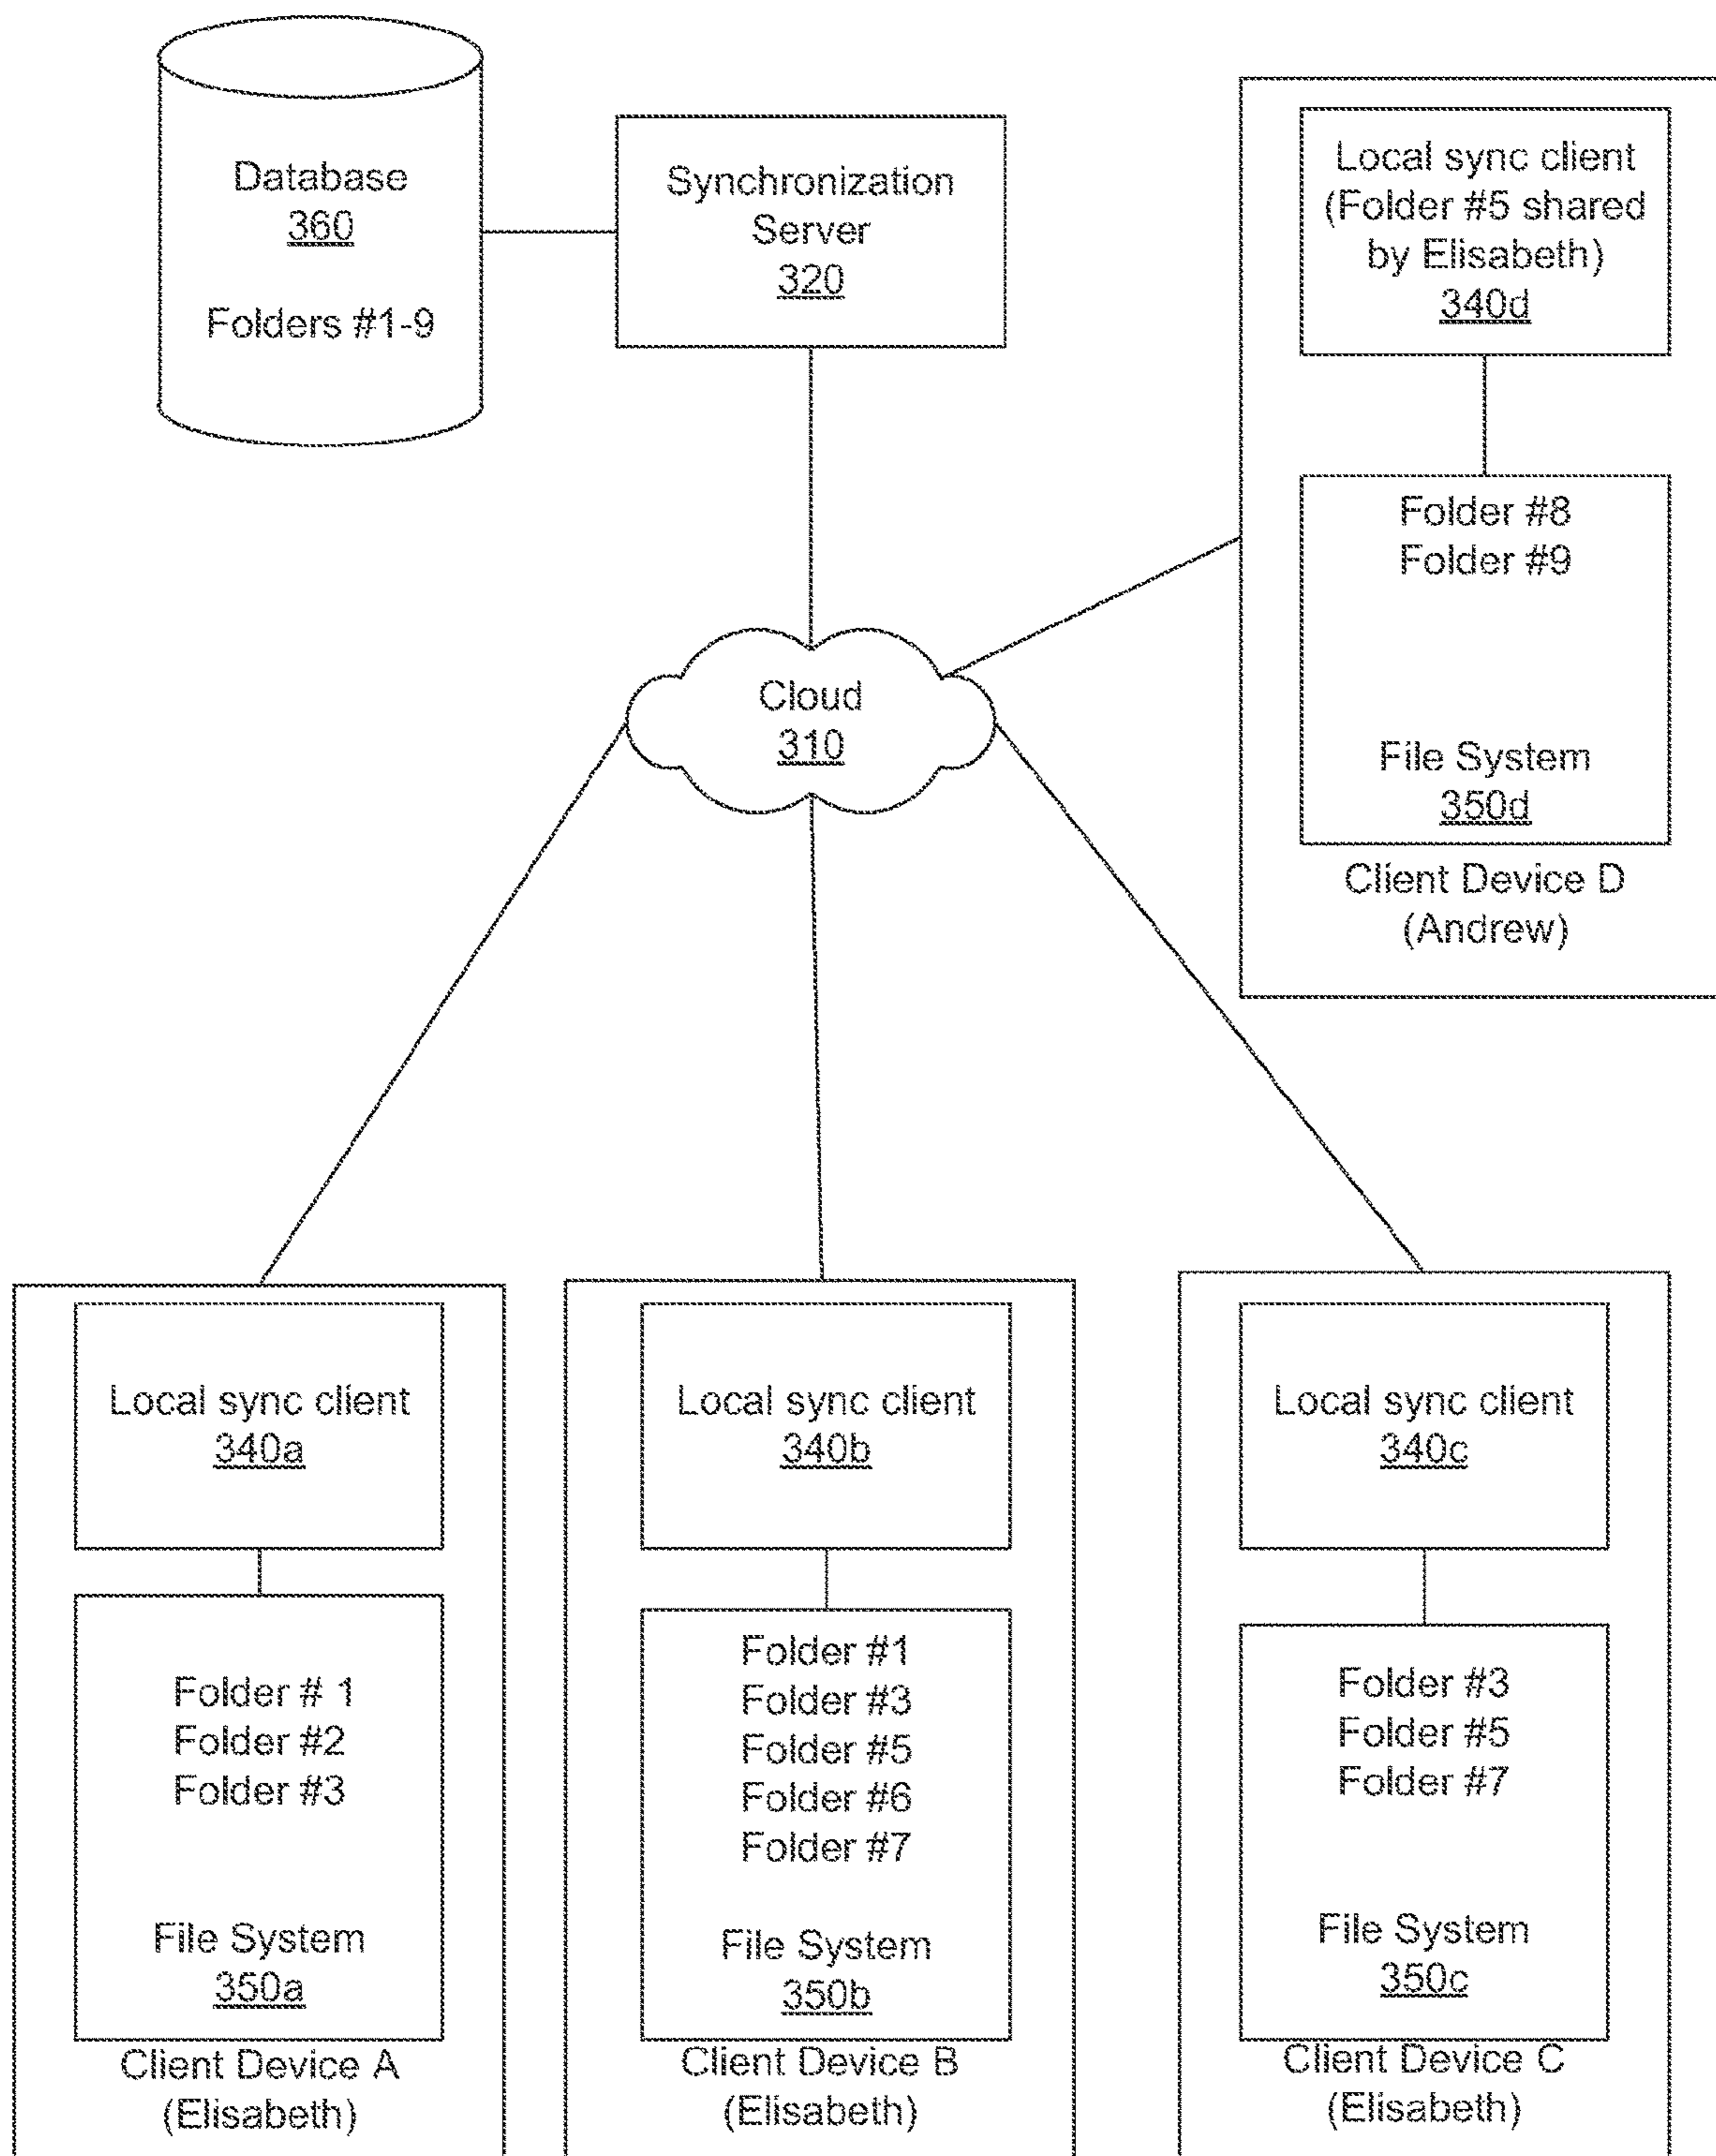 Database
360
Folders #1-9
Synchronization
Server
320
Local sync client
(Folder #5 shared
by Elisabeth)
340d
Folder #8
Folder #9
File System
350d
Client Device D
(Andrew)
Cloud
310
Local sync client
340a
Folder # 1
Folder #2
Folder #3
File System
350a
Client Device A
(Elisabeth)
Local sync client
340b
Folder #1
Folder #3
Folder #5
Folder #6
Folder #7
File System
350b
Client Device B
(Elisabeth)
Local sync client
340c
Folder #3
Folder #5
Folder #7
File System
350c
Client Device C
(Elisabeth)